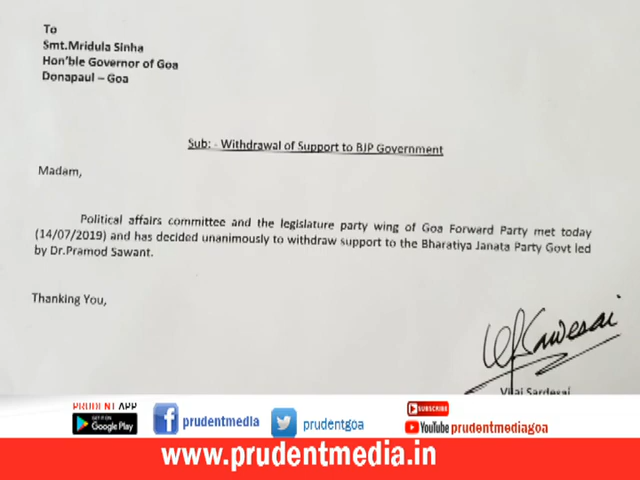 To
Smt.Mridula Sinha
Hon'ble Governor of Goa
Donapaul – Goa
Sub: - Withdrawal of Support to BJP Government
Madam,
Political affairs committee and the legislature party wing of Goa Forward Party met today
(14/07/2019) and has decided unanimously to withdraw support to the Bharatiya Janata Party Govt led
by Dr.Pramod Sawant.
Thanking You,
Vijai Sardesai
PRUDENT APP
GET IT ON
Google Play
prudentmedia
prudentgoa
SUBSCRIBE
YouTube prudentmediagoa
www.prudentmedia.in